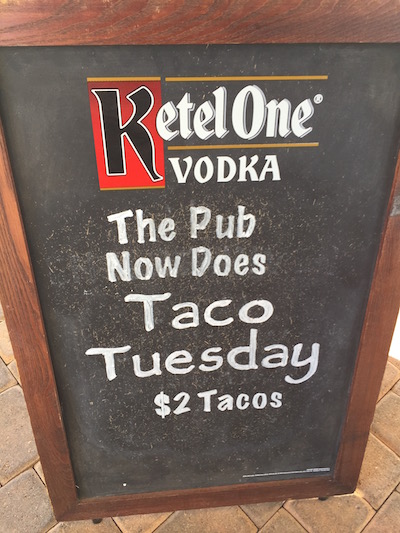 Ketel One®
VODKA
The Pub
Now Does
Taco
Tuesday
$2 Tacos